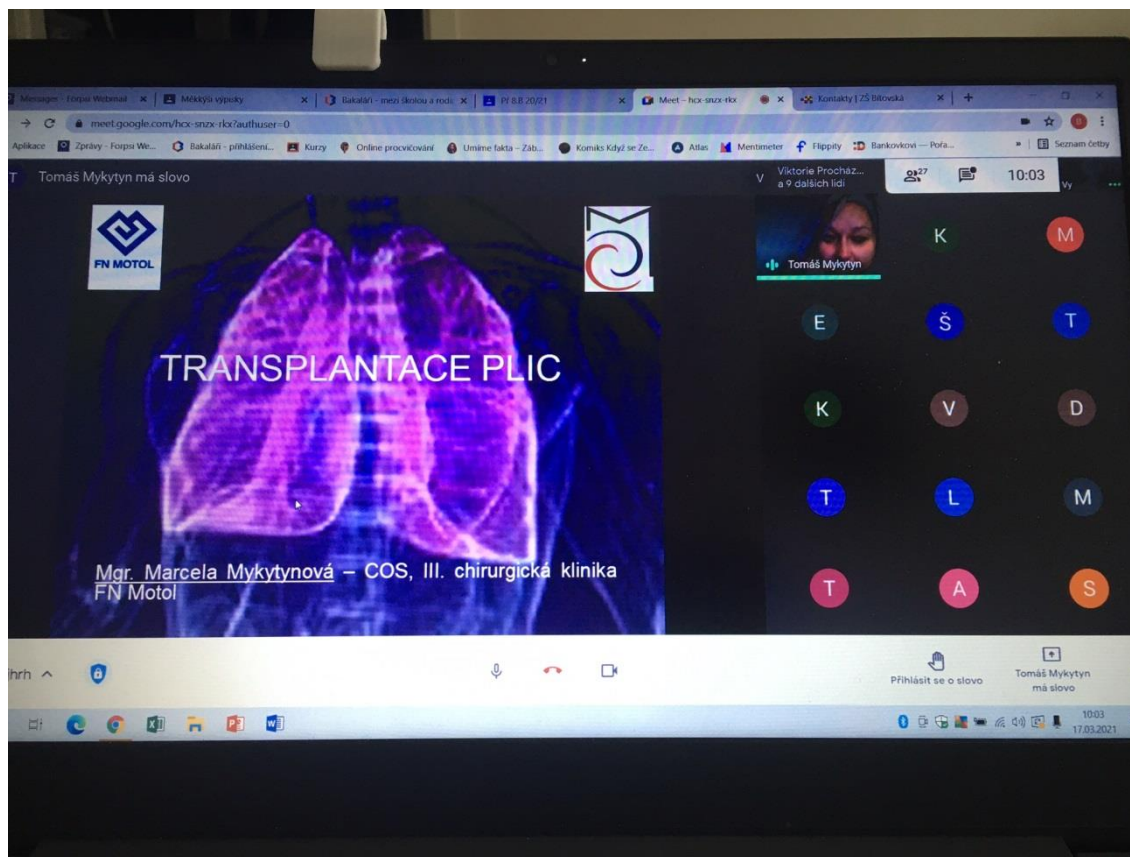 Messages - Forpsi Webmail
Měkkýši výpisky
Bakaláři - mezi školou a rodi
PF 8.B 20/21
Meet – hcx-snzx-rkx
Kontakty | ZŠ Bítovská
meet.google.com/hcx-snzx-rkx?authuser=0
Aplikace
Zprávy - Forpsi We...
Bakaláři - přihlášení...
Kurzy
Online procvičování
Umíme fakta – Záb...
Komiks Když se Ze...
Atlas
Mentimeter
Flippity
Bankovkovi — Pořa...
Seznam četby
T
Tomáš Mykytyn má slovo
V
Viktorie Procház...
a 9 dalších lidí
27
10:03
Vy
FN MOTOL
TRANSPLANTACE PLIC
Mgr. Marcela Mykytynová – COS, III. chirurgická klinika
FN Motol
Tomáš Mykytyn
K
M
E
Š
T
K
V
D
T
L
M
T
A
S
Přihlásit se o slovo
Tomáš Mykytyn
má slovo
10:03
17.03.2021